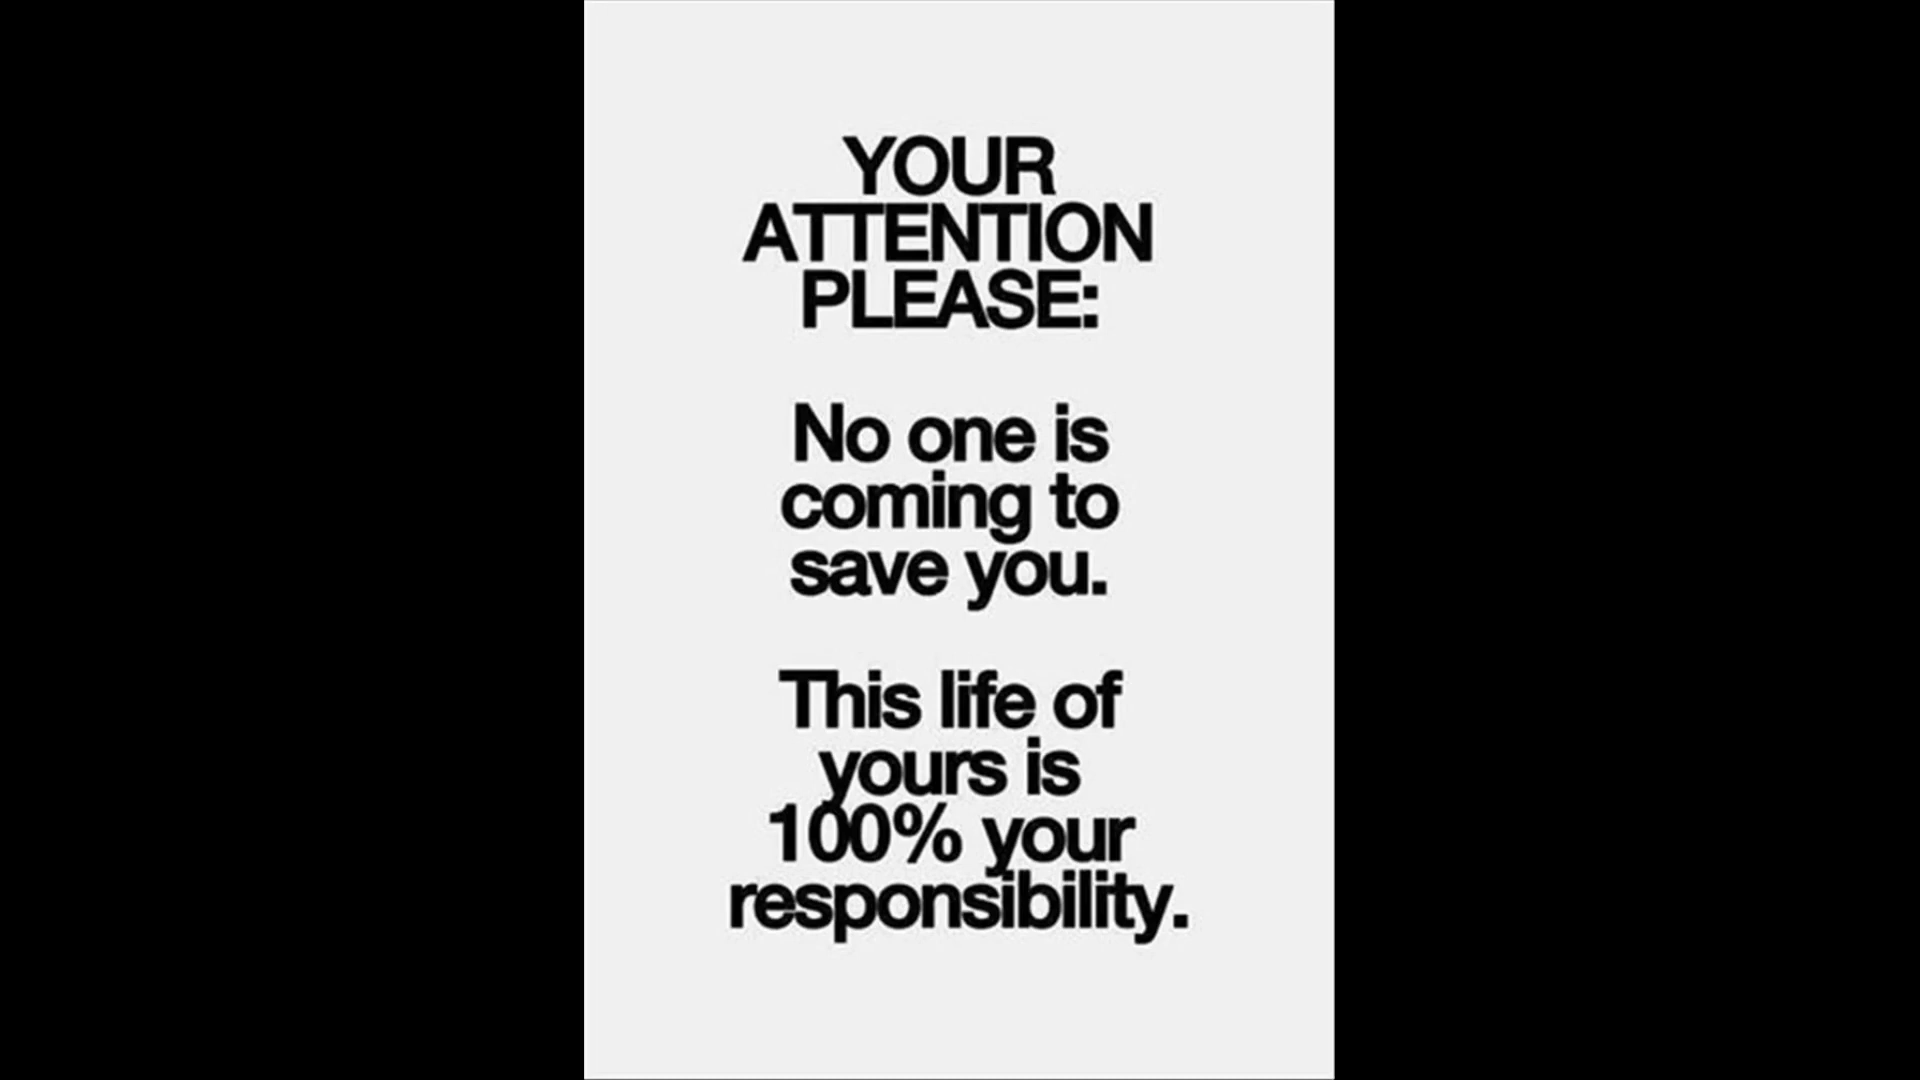 YOUR
ATTENTION
PLEASE:
No one is
coming to
save you.
This life of
yours is
100% your
responsibility.